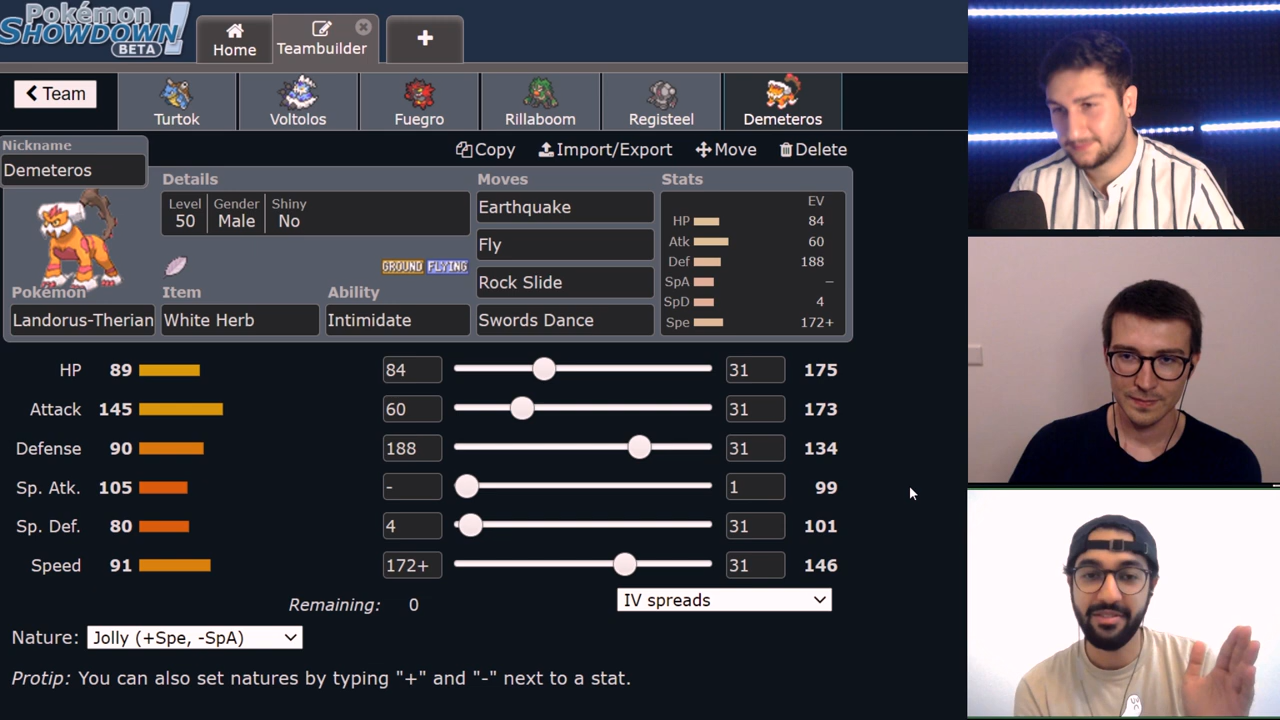 Pokémon
SHOWDOWN!
BETA
Home
Teambuilder
+
Team
Turtok
Voltolos
Fuegro
Rillaboom
Registeel
Demeteros
Nickname
Demeteros
Copy
Import/Export
Move
Delete
Details
Level
Gender
Shiny
50
Male
No
GROUND
FLYING
Pokémon
Item
Ability
Landorus-Therian
White Herb
Intimidate
Moves
Earthquake
Fly
Rock Slide
Swords Dance
Stats
EV
HP 84
Atk 60
Def 188
SpA –
SpD 4
Spe 172+
HP 89 84 31 175
Attack 145 60 31 173
Defense 90 188 31 134
Sp. Atk. 105 - 1 99
Sp. Def. 80 4 31 101
Speed 91 172+ 31 146
Remaining: 0
IV spreads
Nature: Jolly (+Spe, -SpA)
Protip: You can also set natures by typing "+" and "-" next to a stat.